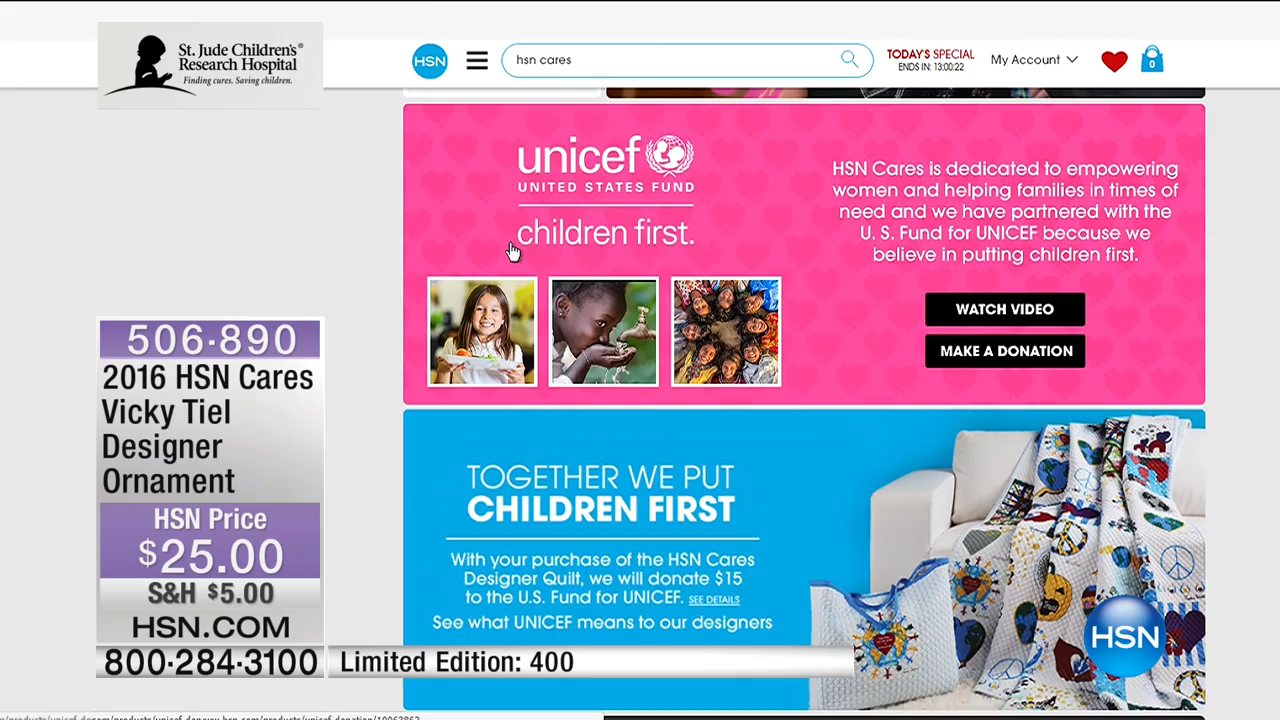 St. Jude Children's®
Research Hospital
Finding cures. Saving children.
HSN
hsn cares
TODAY'S SPECIAL
ENDS IN: 13:00:22
My Account
0
unicef
UNITED STATES FUND
children first.
HSN Cares is dedicated to empowering
women and helping families in times of
need and we have partnered with the
U. S. Fund for UNICEF because we
believe in putting children first.
WATCH VIDEO
MAKE A DONATION
506-890
2016 HSN Cares
Vicky Tiel
Designer
Ornament
HSN Price
$25.00
S&H $5.00
HSN.COM
800-284-3100
Limited Edition: 400
TOGETHER WE PUT
CHILDREN FIRST
With your purchase of the HSN Cares
Designer Quilt, we will donate $15
to the U.S. Fund for UNICEF. SEE DETAILS
See what UNICEF means to our designers
HSN